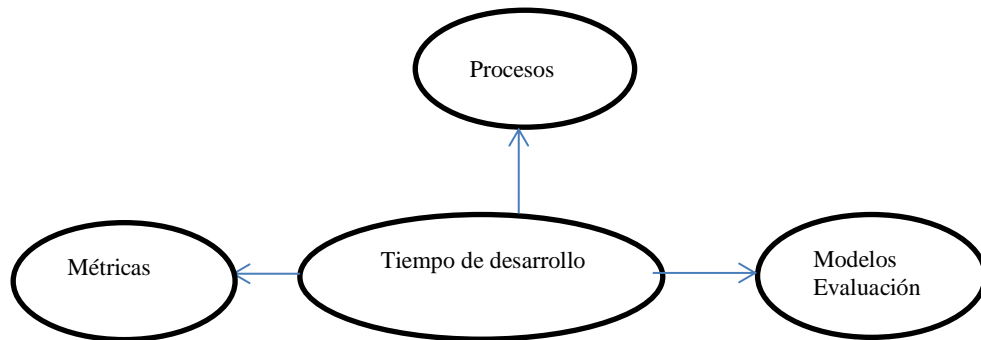 Procesos
Métricas
Tiempo de desarrollo
Modelos
Evaluación